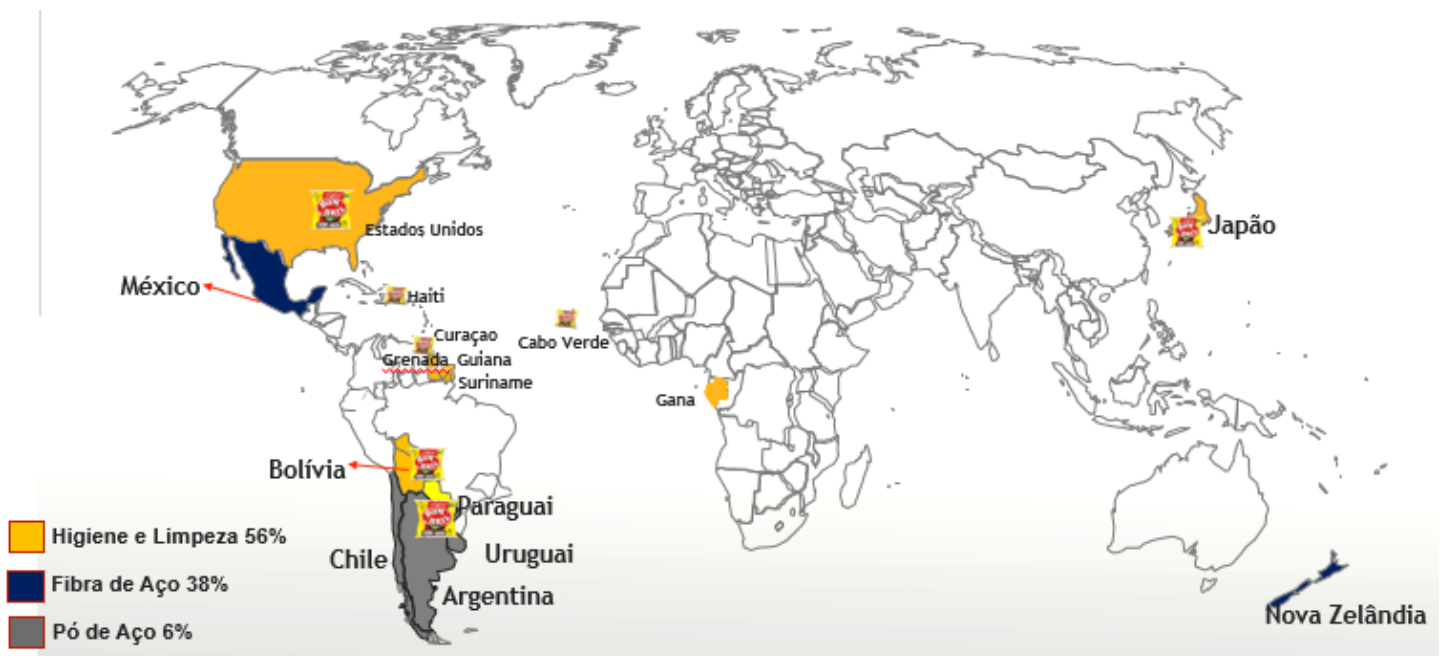 Estados Unidos
Japão
México
Haiti
Curaçao
Cabo Verde
Grenada Guiana
Suriname
Gana
Bolívia
Paraguai
Higiene e Limpeza 56%
Chile
Uruguai
Fibra de Aço 38%
Argentina
Nova Zelândia
Pó de Aço 6%